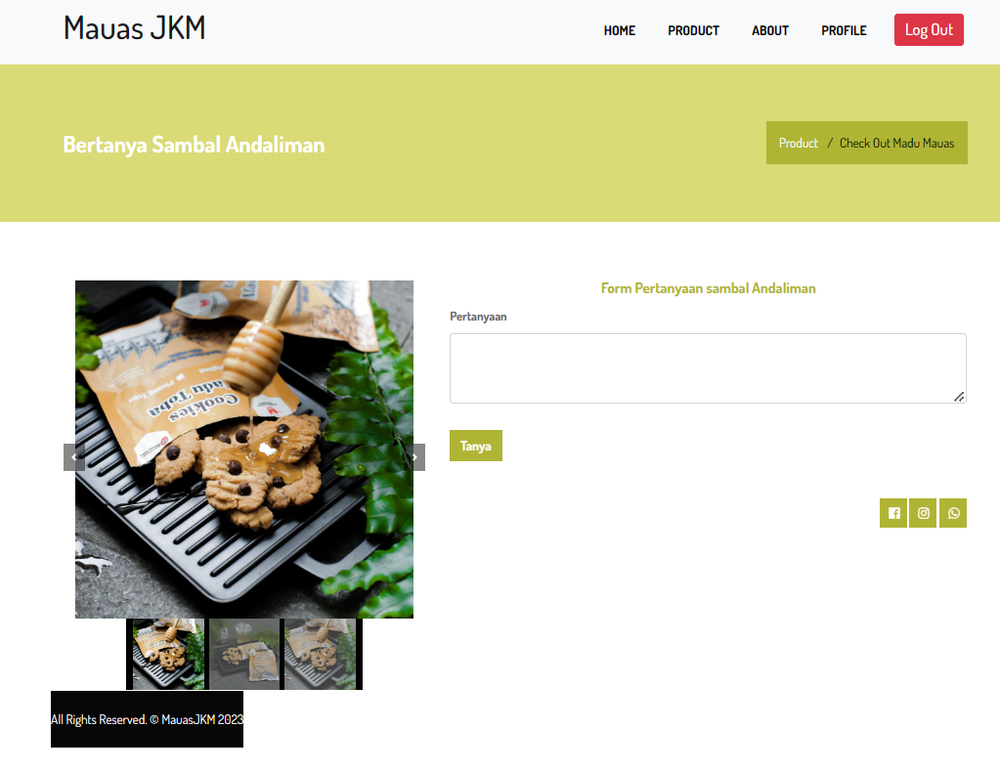 Mauas JKM
HOME PRODUCT ABOUT PROFILE Log Out
Bertanya Sambal Andaliman
Product / Check Out Madu Mauas
Cookies
Madu Toba
Form Pertanyaan sambal Andaliman
Pertanyaan
Tanya
All Rights Reserved. © MauasJKM 2023